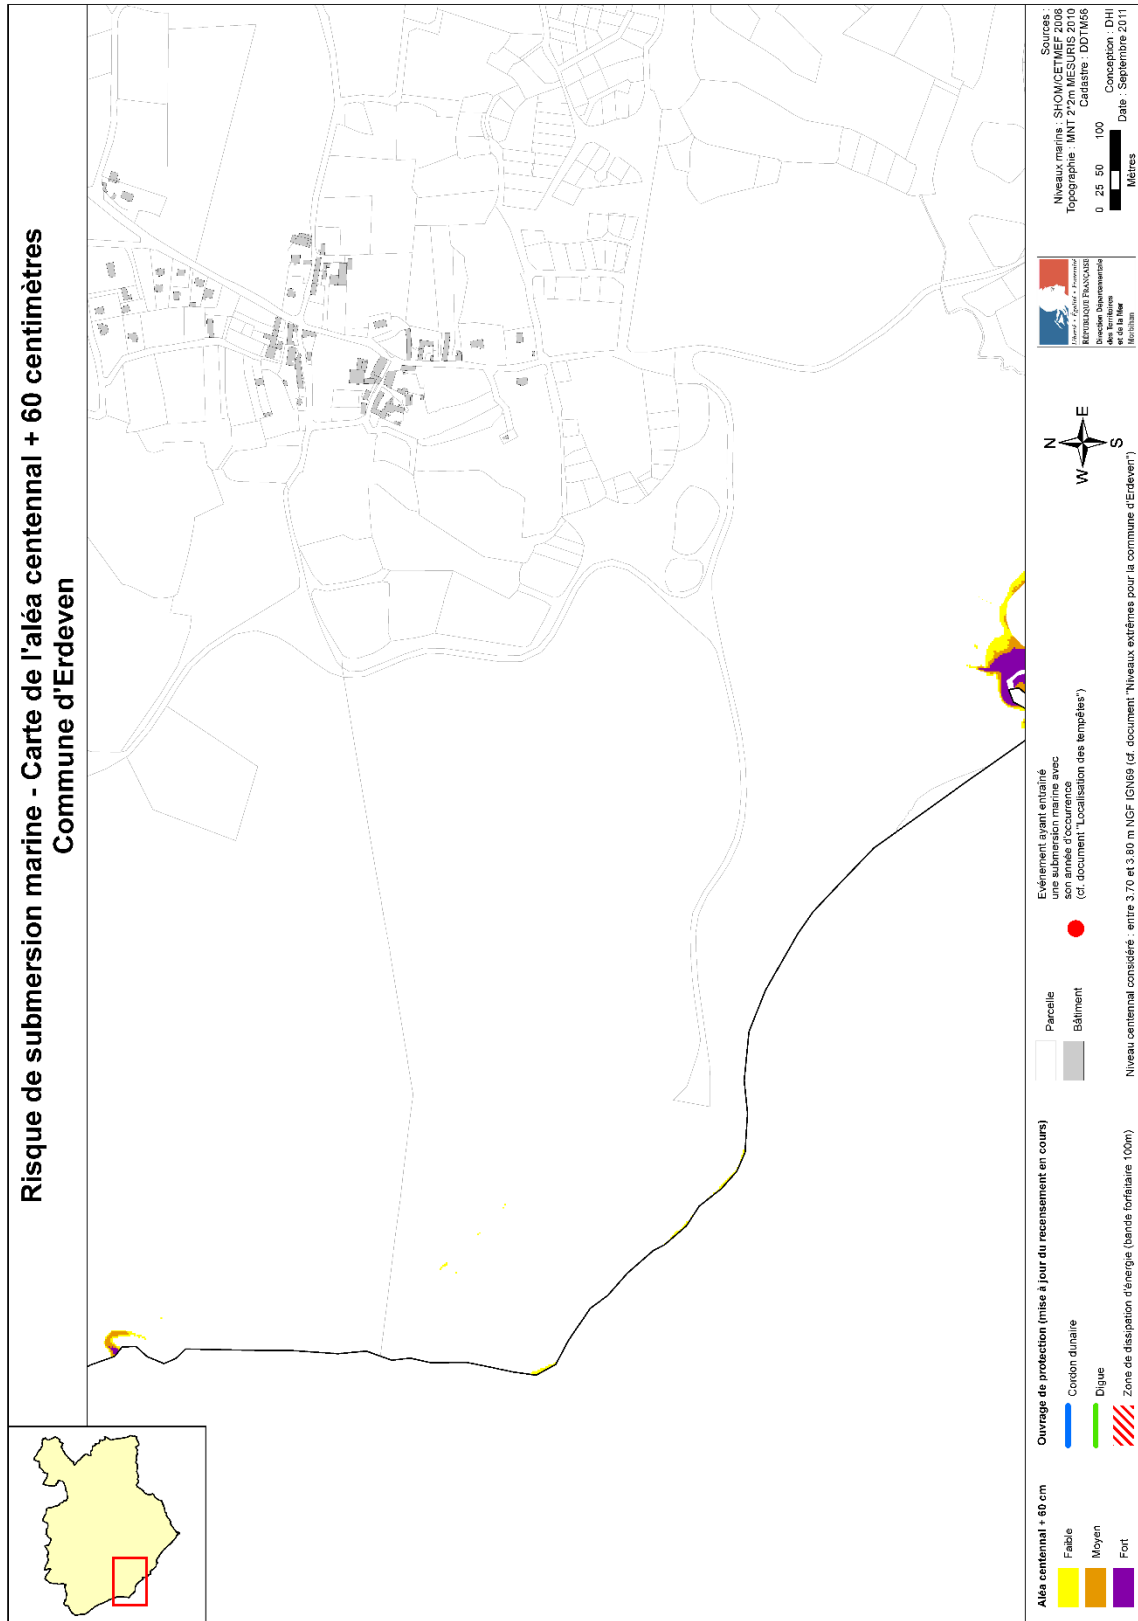 Risque de submersion marine - Carte de l'aléa centennal + 60 centimètres
Commune d'Erdeven
Aléa centennal + 60 cm
Faible
Moyen
Fort
Ouvrage de protection (mise à jour du recensement en cours)
Cordon dunaire
Digue
Zone de dissipation d'énergie (bande forfaitaire 100m)
Parcelle
Bâtiment
Evénement ayant entraîné
une submersion marine avec
son année d'occurrence
(cf. document "Localisation des tempêtes")
Niveau centennal considéré : entre 3.70 et 3.80 m NGF IGN69 (cf. document "Niveaux extrêmes pour la commune d'Erdeven")
N
W
E
S
Liberté • Égalité • Fraternité
RÉPUBLIQUE FRANÇAISE
Direction Départementale
des Territoires
et de la Mer
Morbihan
Sources :
Niveaux marins : SHOM/CETMEF 2008
Topographie : MNT 2*2m MESURIS 2010
Cadastre : DDTM56
Conception : DHI
Date : Septembre 2011
0 25 50 100
Mètres